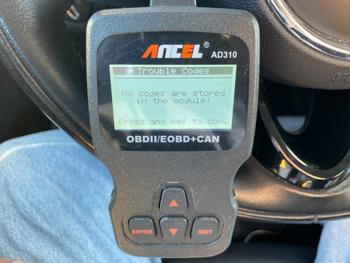 ANCEL
AD310
Trouble Codes
No codes are stored
in the module!
Press any key to con.
OBDII/EOBD+CAN
ENTER
EXIT